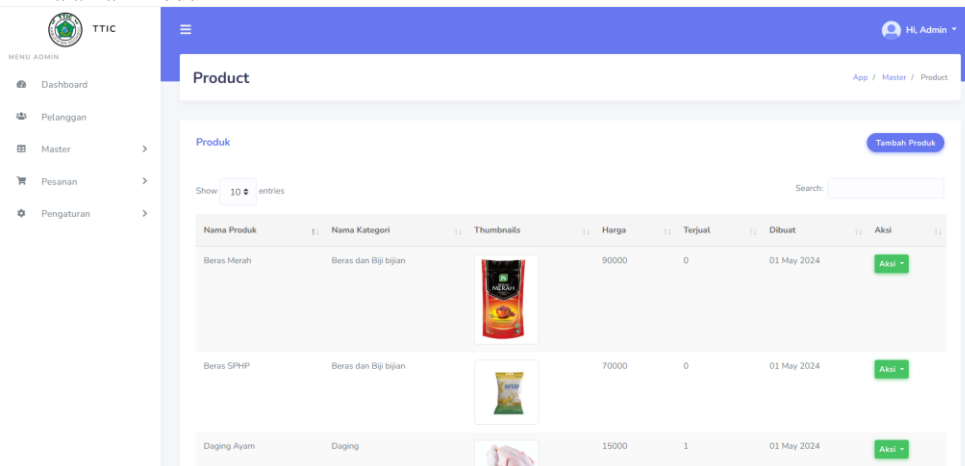 TTIC
Hi, Admin
MENU ADMIN
Dashboard
Pelanggan
Master
Pesanan
Pengaturan
Product
App / Master / Product
Produk
Tambah Produk
Show 10 entries
Search:
Nama Produk Nama Kategori Thumbnails Harga Terjual Dibuat Aksi
Beras Merah Beras dan Biji bijian 90000 0 01 May 2024 Aksi
MERAH
Beras SPHP Beras dan Biji bijian 70000 0 01 May 2024 Aksi
SPHP
Daging Ayam Daging 15000 1 01 May 2024 Aksi